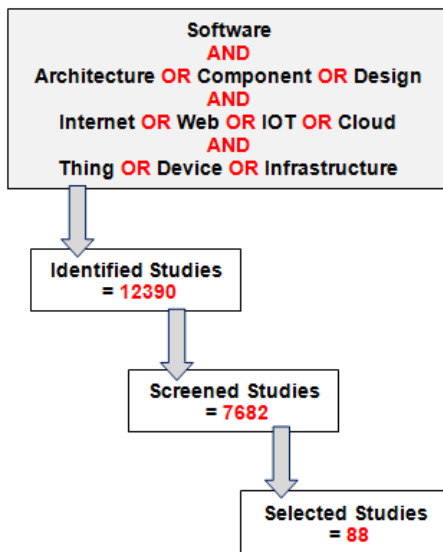 Software
AND
Architecture OR Component OR Design
AND
Internet OR Web OR IOT OR Cloud
AND
Thing OR Device OR Infrastructure
Identified Studies
= 12390
Screened Studies
= 7682
Selected Studies
= 88